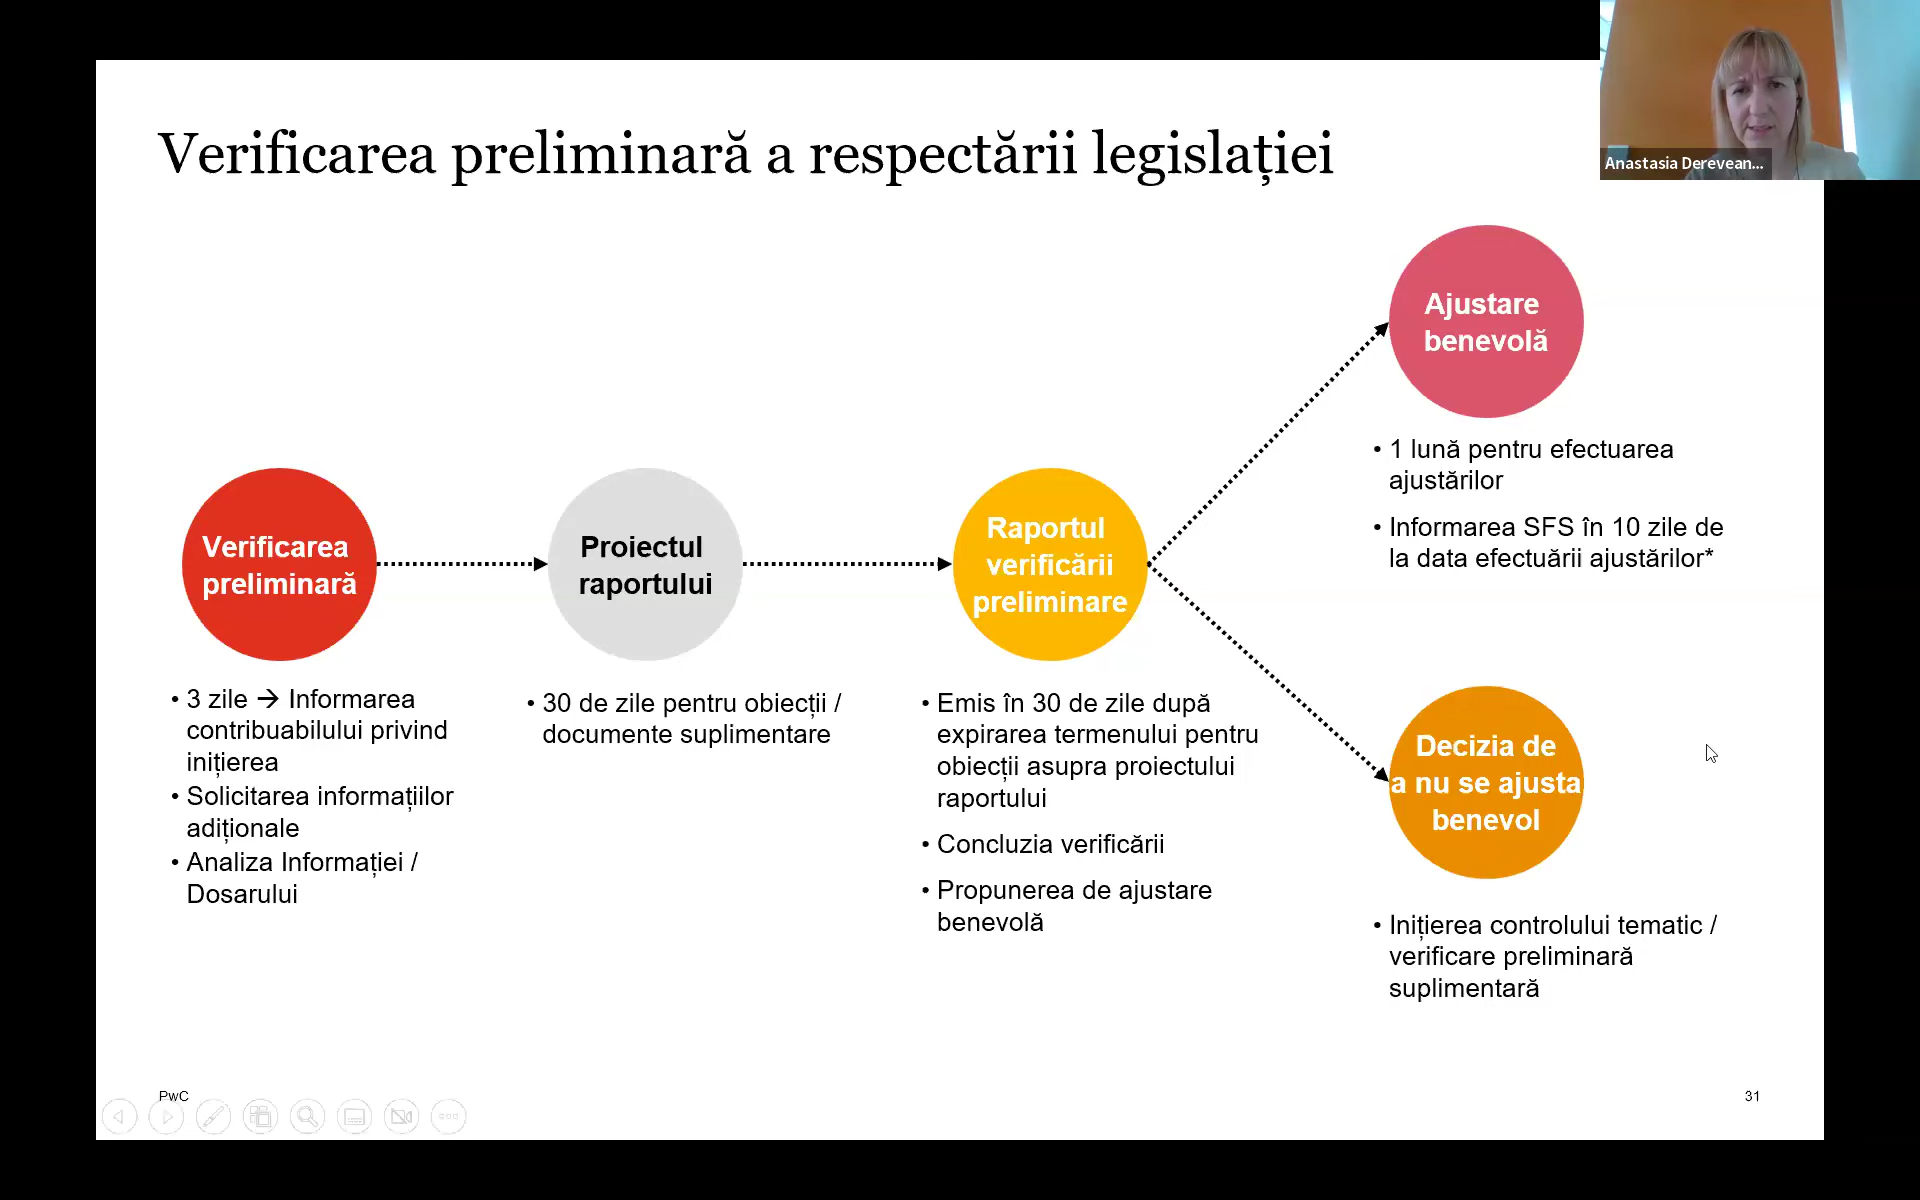 Verificarea preliminară a respectării legislației
Anastasia Derevean...
Verificarea
preliminară
• 3 zile → Informarea
contribuabilului privind
inițierea
• Solicitarea informațiilor
adiționale
• Analiza Informației /
Dosarului
Proiectul
raportului
• 30 de zile pentru obiecții /
documente suplimentare
Raportul
verificării
preliminare
• Emis în 30 de zile după
expirarea termenului pentru
obiecții asupra proiectului
raportului
• Concluzia verificării
• Propunerea de ajustare
benevolă
Ajustare
benevolă
• 1 lună pentru efectuarea
ajustărilor
• Informarea SFS în 10 zile de
la data efectuării ajustărilor*
Decizia de
a nu se ajusta
benevol
• Inițierea controlului tematic /
verificare preliminară
suplimentară
PwC
31